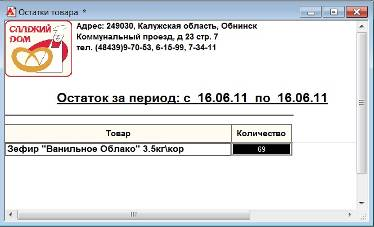 Остатки товара *
СЛАДКИЙ
ДОМ
Адрес: 249030, Калужская область, Обнинск
Коммунальный проезд, д 23 стр. 7
тел. (48439)9-70-53, 6-15-99, 7-34-11
Остаток за период: с 16.06.11 по 16.06.11
Товар Количество
Зефир "Ванильное Облако" 3.5кг\кор 69